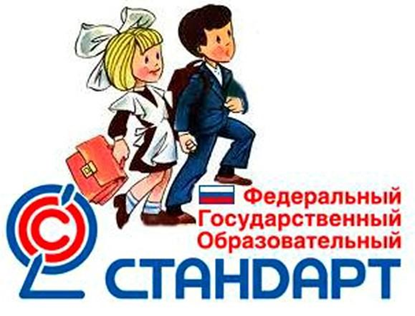 Федеральный
Государственный
Образовательный
СТАНДАРТ